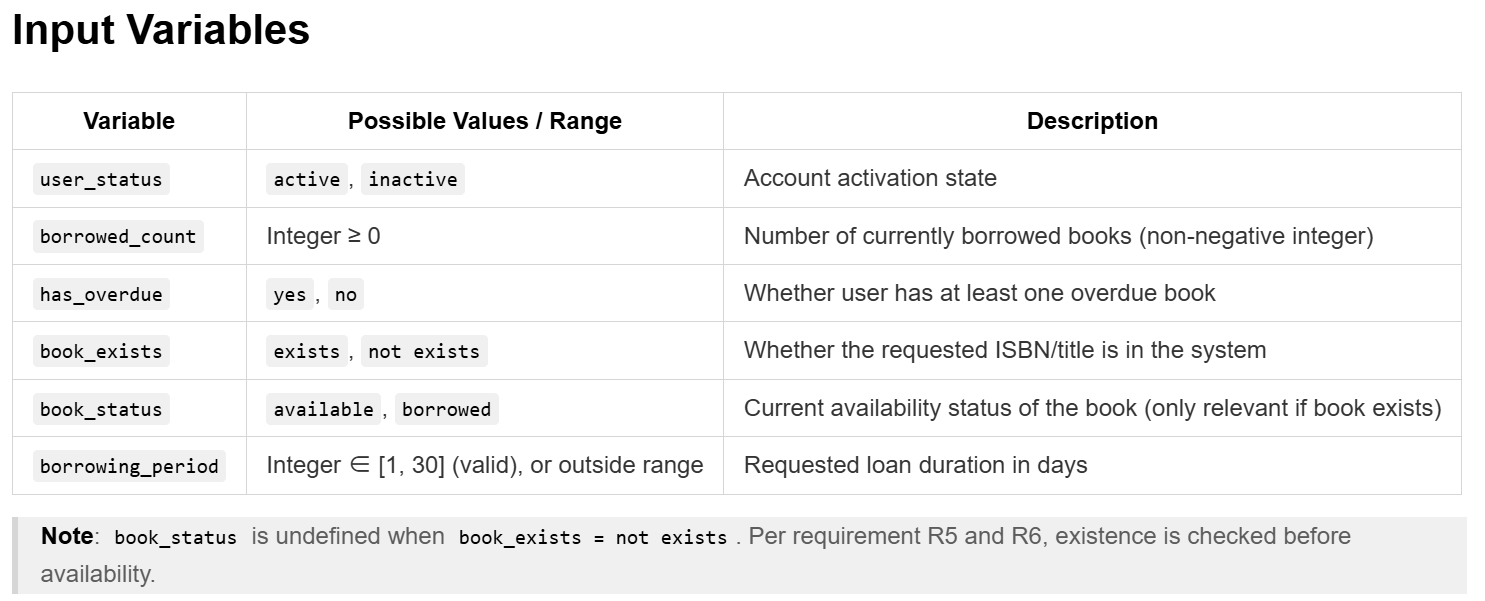 Input Variables
Variable Possible Values / Range Description
user_status active, inactive Account activation state
borrowed_count Integer ≥ 0 Number of currently borrowed books (non-negative integer)
has_overdue yes, no Whether user has at least one overdue book
book_exists exists, not exists Whether the requested ISBN/title is in the system
book_status available, borrowed Current availability status of the book (only relevant if book exists)
borrowing_period Integer ∈ [1, 30] (valid), or outside range Requested loan duration in days
Note: book_status is undefined when book_exists = not exists. Per requirement R5 and R6, existence is checked before
availability.